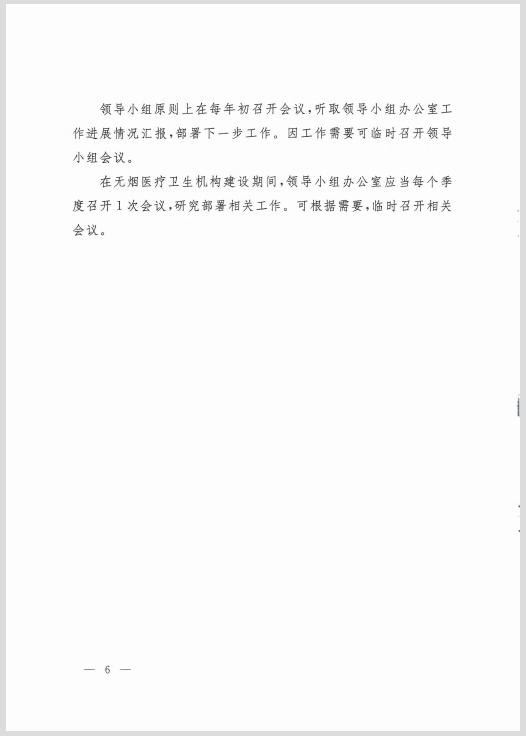 领导小组原则上在每年初召开会议,听取领导小组办公室工
作进展情况汇报,部署下一步工作。因工作需要可临时召开领导
小组会议。
在无烟医疗卫生机构建设期间,领导小组办公室应当每个季
度召开1次会议,研究部署相关工作。可根据需要,临时召开相关
会议。
— 6 —